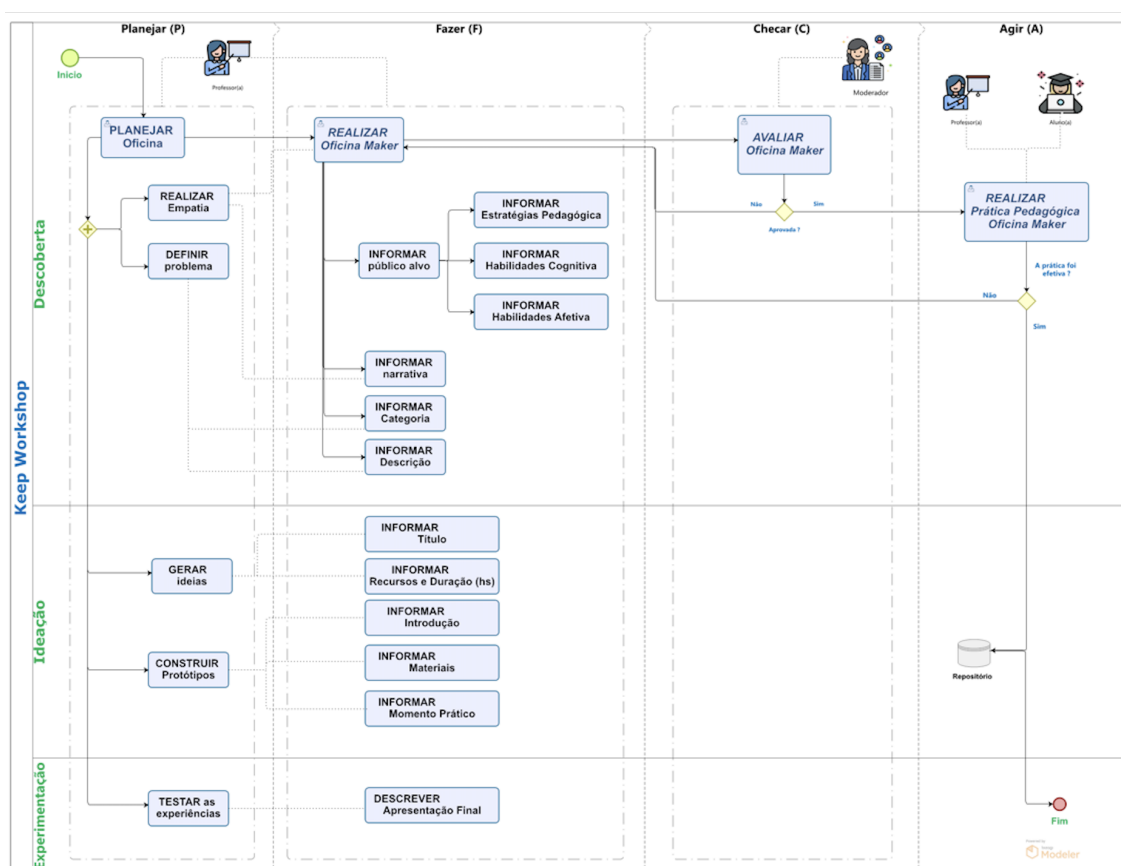 Planejar (P)
Fazer (F)
Checar (C)
Agir (A)
Keep Workshop
Descoberta
Inicio
Professor(a)
PLANEJAR
Oficina
REALIZAR
Empatia
DEFINIR
problema
REALIZAR
Oficina Maker
INFORMAR
público alvo
INFORMAR
Estratégias Pedagógica
INFORMAR
Habilidades Cognitiva
INFORMAR
Habilidades Afetiva
INFORMAR
narrativa
INFORMAR
Categoria
INFORMAR
Descrição
Moderador
AVALIAR
Oficina Maker
Não
Sim
Aprovada ?
Professor(a)
Aluno(a)
REALIZAR
Prática Pedagógica
Oficina Maker
A prática foi
efetiva ?
Não
Sim
Ideação
GERAR
ideias
CONSTRUIR
Protótipos
INFORMAR
Título
INFORMAR
Recursos e Duração (hs)
INFORMAR
Introdução
INFORMAR
Materiais
INFORMAR
Momento Prático
Repositório
Experimentação
TESTAR as
experiências
DESCREVER
Apresentação Final
Fim
Powered by
bizagi
Modeler